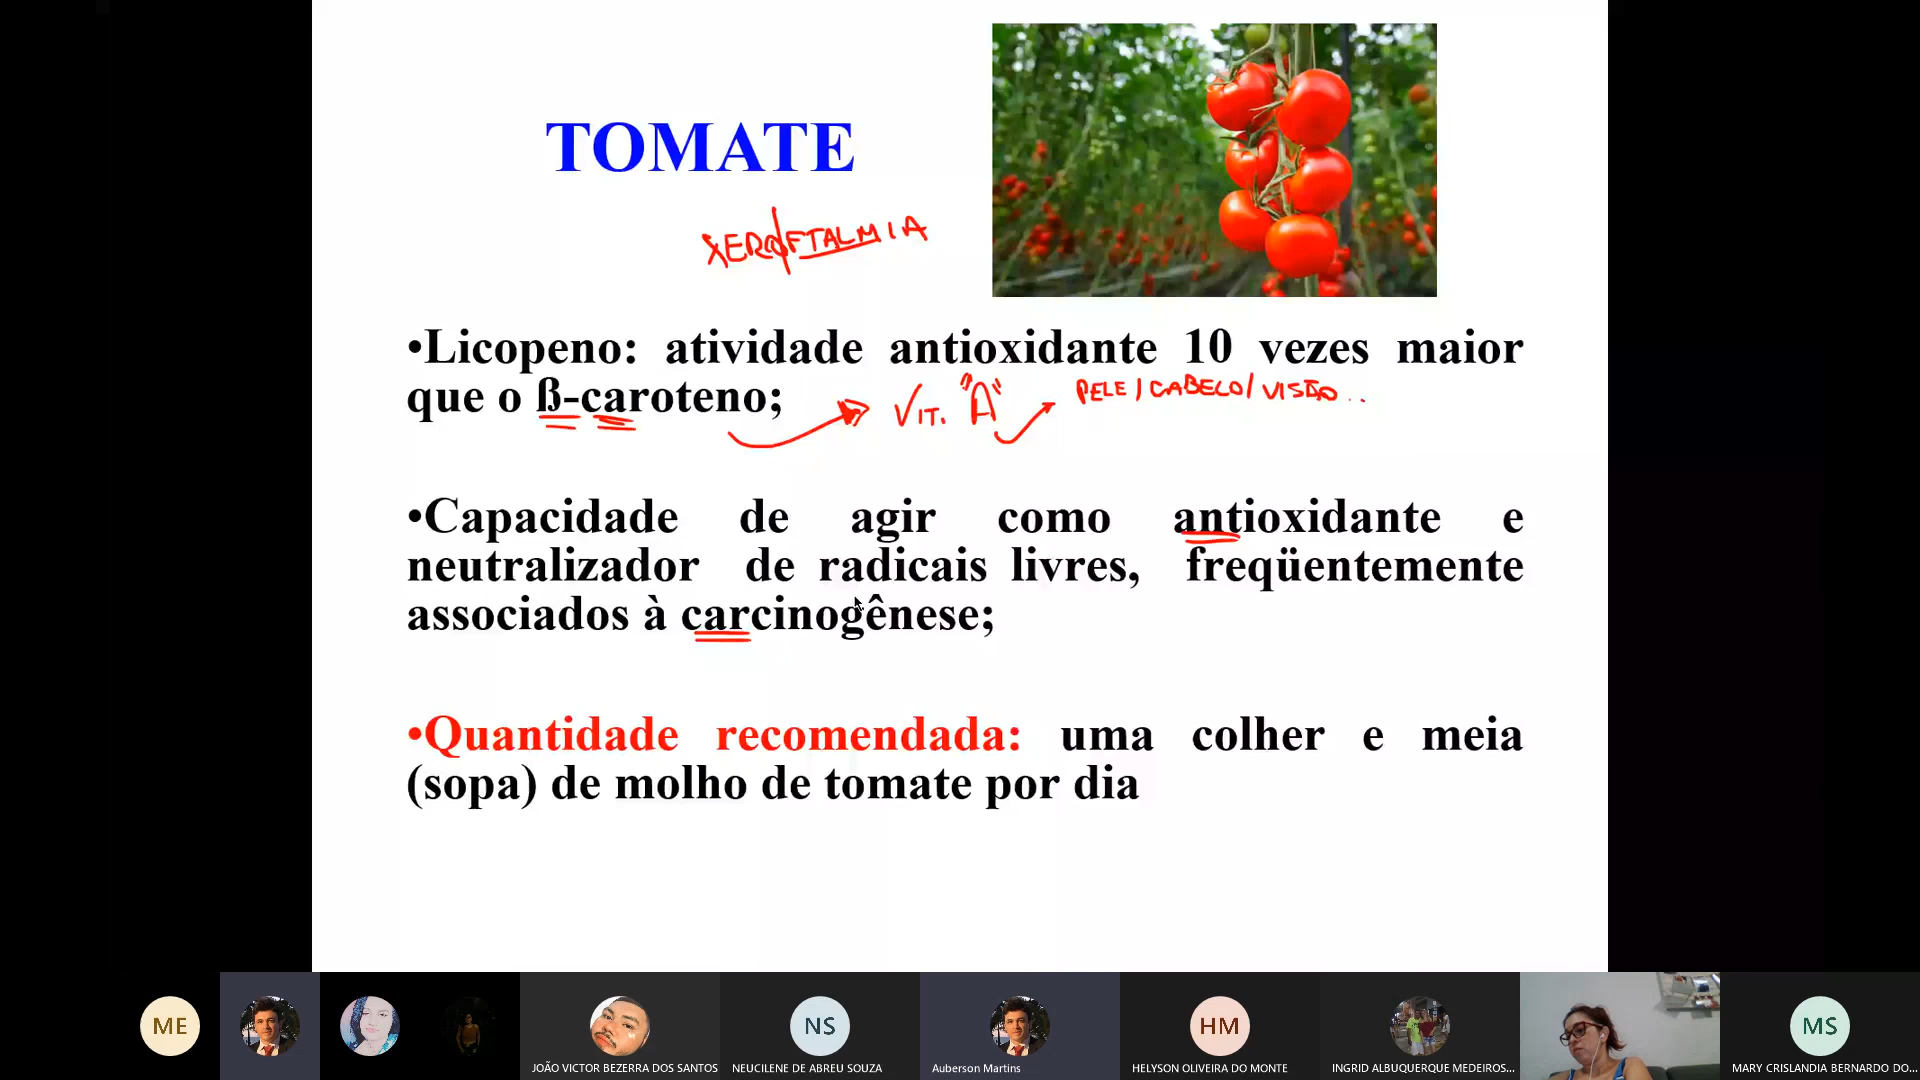 TOMATE
XEROFTALMIA
•Licopeno: atividade antioxidante 10 vezes maior
que o ß-caroteno;
VIT. "A"
PELE/CABELO/VISÃO...
•Capacidade de agir como antioxidante e
neutralizador de radicais livres, freqüentemente
associados à carcinogênese;
•Quantidade recomendada: uma colher e meia
(sopa) de molho de tomate por dia
ME
NS
HM
MS
JOÃO VICTOR BEZERRA DOS SANTOS
NEUCILENE DE ABREU SOUZA
Auberson Martins
HELYSON OLIVEIRA DO MONTE
INGRID ALBUQUERQUE MEDEIROS...
MARY CRISLANDIA BERNARDO DO...